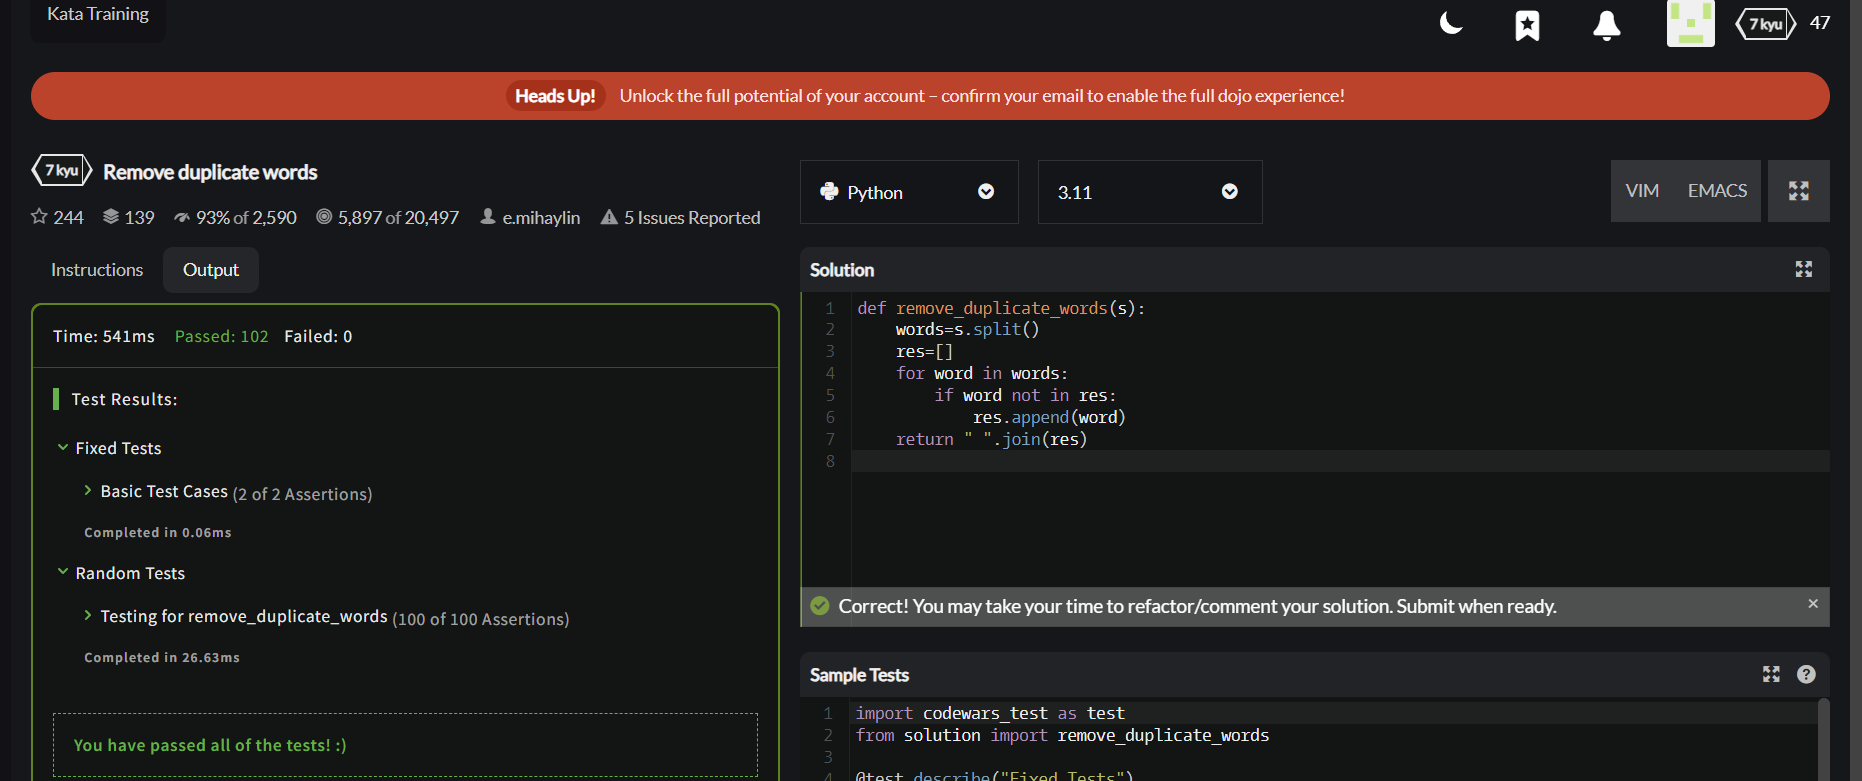 Kata Training
7 kyu 47
Heads Up! Unlock the full potential of your account – confirm your email to enable the full dojo experience!
7 kyu Remove duplicate words
244 139 93% of 2,590 5,897 of 20,497 e.mihaylin 5 Issues Reported
Instructions Output
Time: 541ms Passed: 102 Failed: 0
Test Results:
Fixed Tests
Basic Test Cases (2 of 2 Assertions)
Completed in 0.06ms
Random Tests
Testing for remove_duplicate_words (100 of 100 Assertions)
Completed in 26.63ms
You have passed all of the tests! :)
Python 3.11 VIM EMACS
Solution
1 def remove_duplicate_words(s):
2 words=s.split()
3 res=[]
4 for word in words:
5 if word not in res:
6 res.append(word)
7 return " ".join(res)
8
Correct! You may take your time to refactor/comment your solution. Submit when ready. ×
Sample Tests ?
1 import codewars_test as test
2 from solution import remove_duplicate_words
3
4 @test.describe("Fixed Tests")